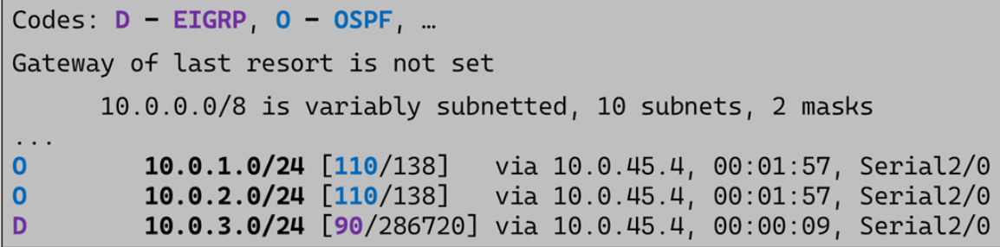 Codes: D – EIGRP, O – OSPF, …
Gateway of last resort is not set
10.0.0.0/8 is variably subnetted, 10 subnets, 2 masks
...
O 10.0.1.0/24 [110/138] via 10.0.45.4, 00:01:57, Serial2/0
O 10.0.2.0/24 [110/138] via 10.0.45.4, 00:01:57, Serial2/0
D 10.0.3.0/24 [90/286720] via 10.0.45.4, 00:00:09, Serial2/0